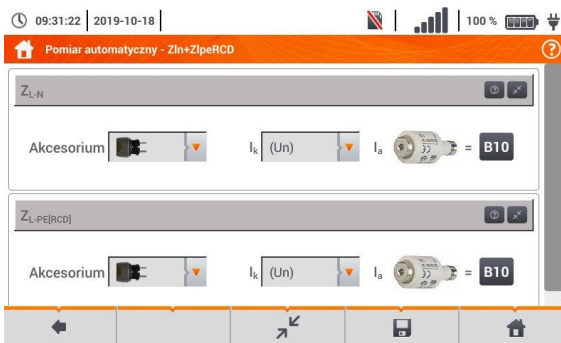 09:31:22 2019-10-18 100 %
Pomiar automatyczny - Zln+ZlpeRCD ?
ZL-N ?
Akcesorium Ik (Un) Ia = B10
ZL-PE[RCD] ?
Akcesorium Ik (Un) Ia = B10